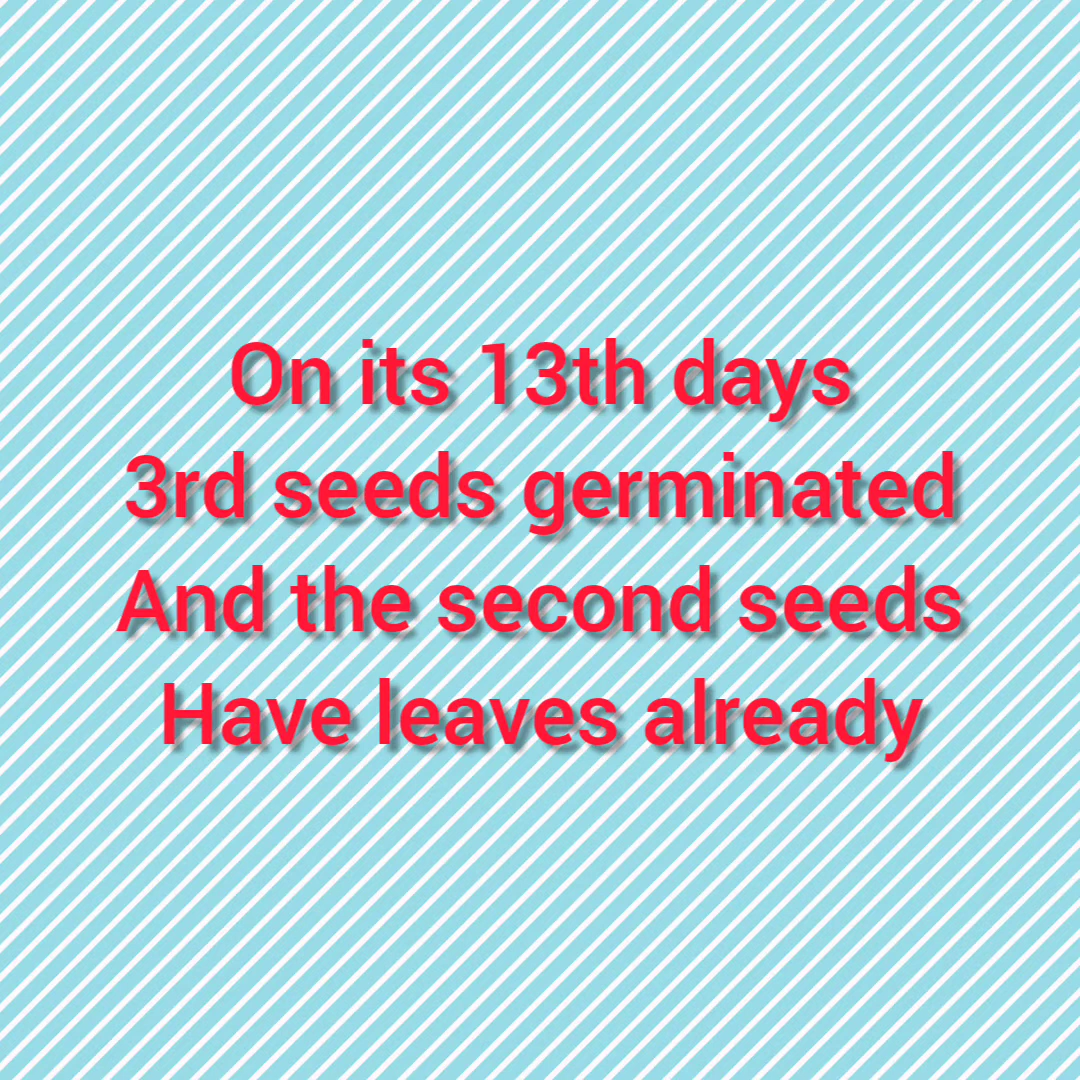 On its 13th days
3rd seeds germinated
And the second seeds
Have leaves already